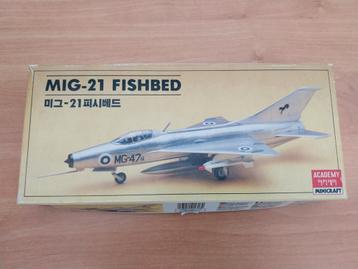 MIG-21 FISHBED
미그-21피시베드
MG-47
ACADEMY
MINICRAFT